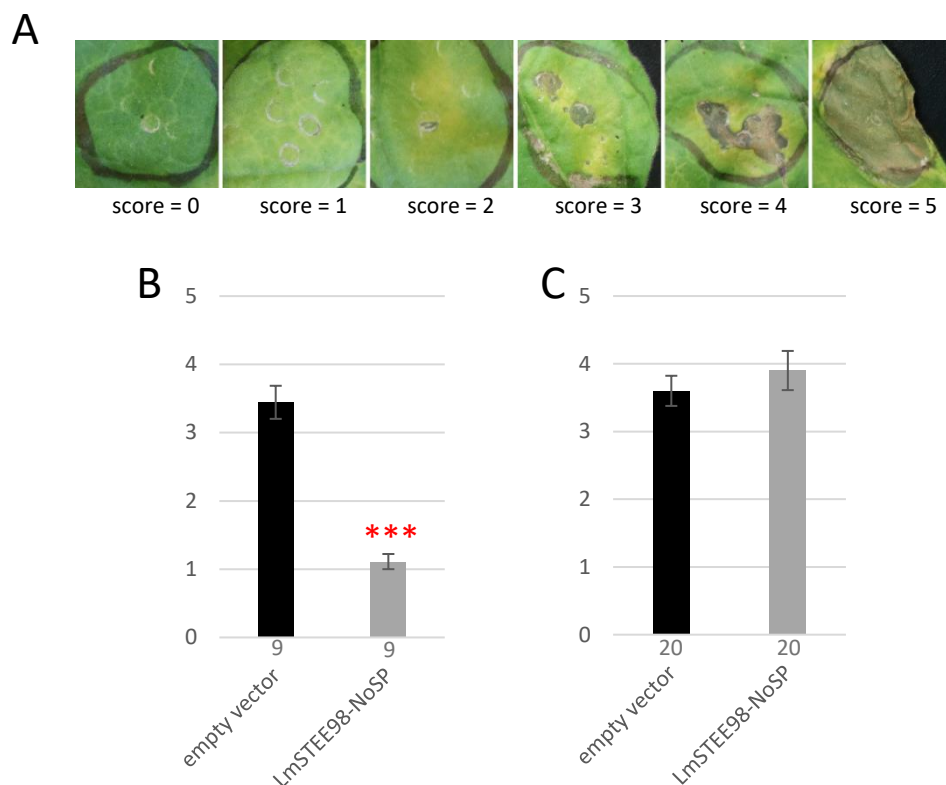 A
score = 0 score = 1 score = 2 score = 3 score = 4 score = 5
B
5
4
3
2
1
0
***
9 9
empty vector
LmSTEE98-NoSP
C
5
4
3
2
1
0
20 20
empty vector
LmSTEE98-NoSP